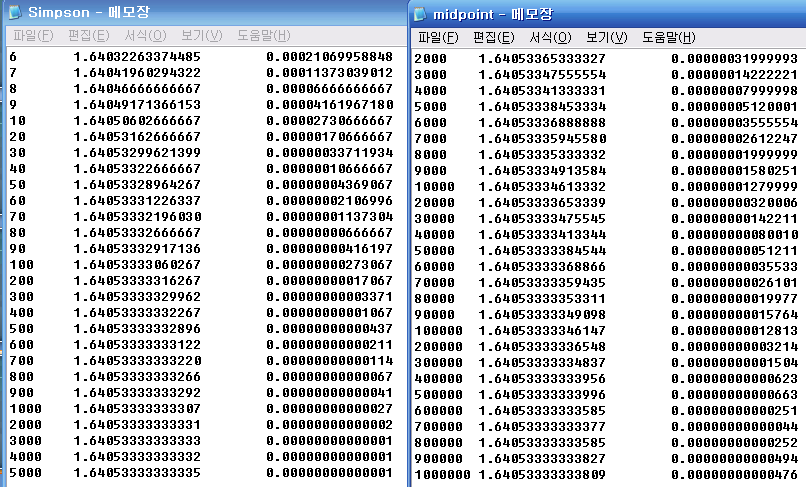 Simpson - 메모장
파일(F) 편집(E) 서식(O) 보기(V) 도움말(H)
6 1.64032263374485 0.00021069958848
7 1.64041960294322 0.00011373039012
8 1.64046666666667 0.00006666666667
9 1.64049171366153 0.00004161967180
10 1.64050602666667 0.00002730666667
20 1.64053162666667 0.00000170666667
30 1.64053299621399 0.00000033711934
40 1.64053322666667 0.00000010666667
50 1.64053328964267 0.00000004369067
60 1.64053331226337 0.00000002106996
70 1.64053332196030 0.00000001137304
80 1.64053332666667 0.00000000666667
90 1.64053332917136 0.00000000416197
100 1.64053333060267 0.00000000273067
200 1.64053333316267 0.00000000017067
300 1.64053333329962 0.00000000003371
400 1.64053333332267 0.00000000001067
500 1.64053333332896 0.00000000000437
600 1.64053333333122 0.00000000000211
700 1.64053333333220 0.00000000000114
800 1.64053333333266 0.00000000000067
900 1.64053333333292 0.00000000000041
1000 1.64053333333307 0.00000000000027
2000 1.64053333333331 0.00000000000002
3000 1.64053333333333 0.00000000000001
4000 1.64053333333332 0.00000000000001
5000 1.64053333333335 0.00000000000001
midpoint - 메모장
파일(F) 편집(E) 서식(O) 보기(V) 도움말(H)
2000 1.64053365333327 0.00000031999993
3000 1.64053347555554 0.00000014222221
4000 1.64053341333331 0.00000007999998
5000 1.64053338453334 0.00000005120001
6000 1.64053336888888 0.00000003555554
7000 1.64053335945580 0.00000002612247
8000 1.64053335333332 0.00000001999999
9000 1.64053334913584 0.00000001580251
10000 1.64053334613332 0.00000001279999
20000 1.64053333653339 0.00000000320006
30000 1.64053333475545 0.00000000142211
40000 1.64053333413344 0.00000000080010
50000 1.64053333384544 0.00000000051211
60000 1.64053333368866 0.00000000035533
70000 1.64053333359435 0.00000000026101
80000 1.64053333353311 0.00000000019977
90000 1.64053333349098 0.00000000015764
100000 1.64053333346147 0.00000000012813
200000 1.64053333336548 0.00000000003214
300000 1.64053333334837 0.00000000001504
400000 1.64053333333956 0.00000000000623
500000 1.64053333333996 0.00000000000663
600000 1.64053333333585 0.00000000000251
700000 1.64053333333377 0.00000000000044
800000 1.64053333333585 0.00000000000252
900000 1.64053333333827 0.00000000000494
1000000 1.64053333333809 0.00000000000476